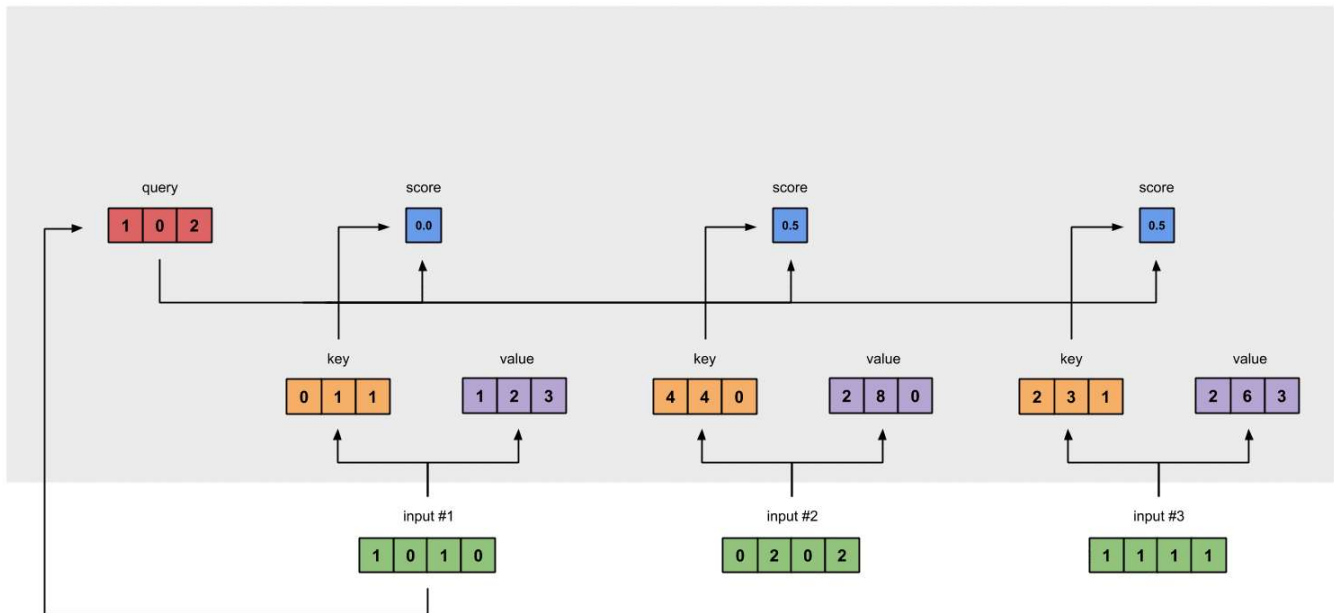 query score score score
1 0 2 0.0 0.5 0.5
key value key value key value
0 1 1 1 2 3 4 4 0 2 8 0 2 3 1 2 6 3
input #1 input #2 input #3
1 0 1 0 0 2 0 2 1 1 1 1